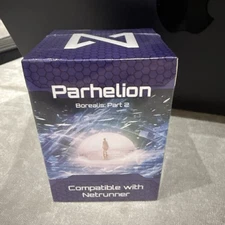 Parhelion
Borealis: Part 2
Compatible with
Netrunner